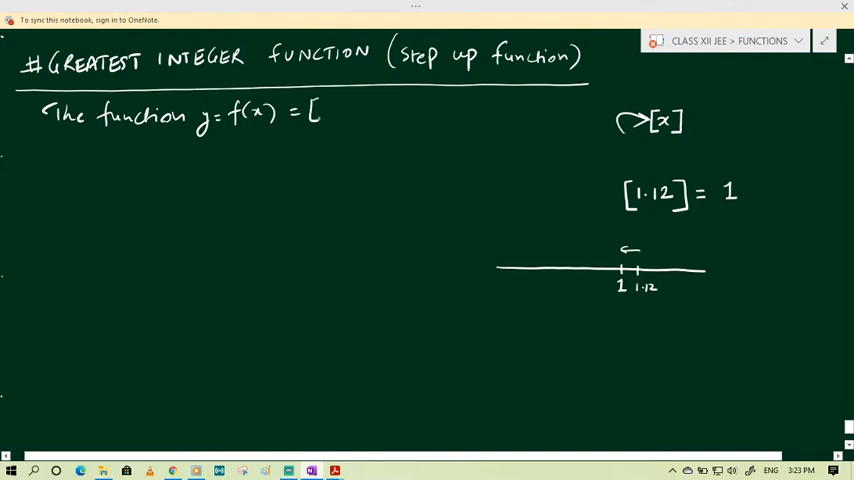 To sync this notebook, sign in to OneNote.
CLASS XII JEE > FUNCTIONS
#GREATEST INTEGER FUNCTION (step up function)
The function y = f(x) = [
[x]
[1.12] = 1
1 1.12
ENG 3:23 PM